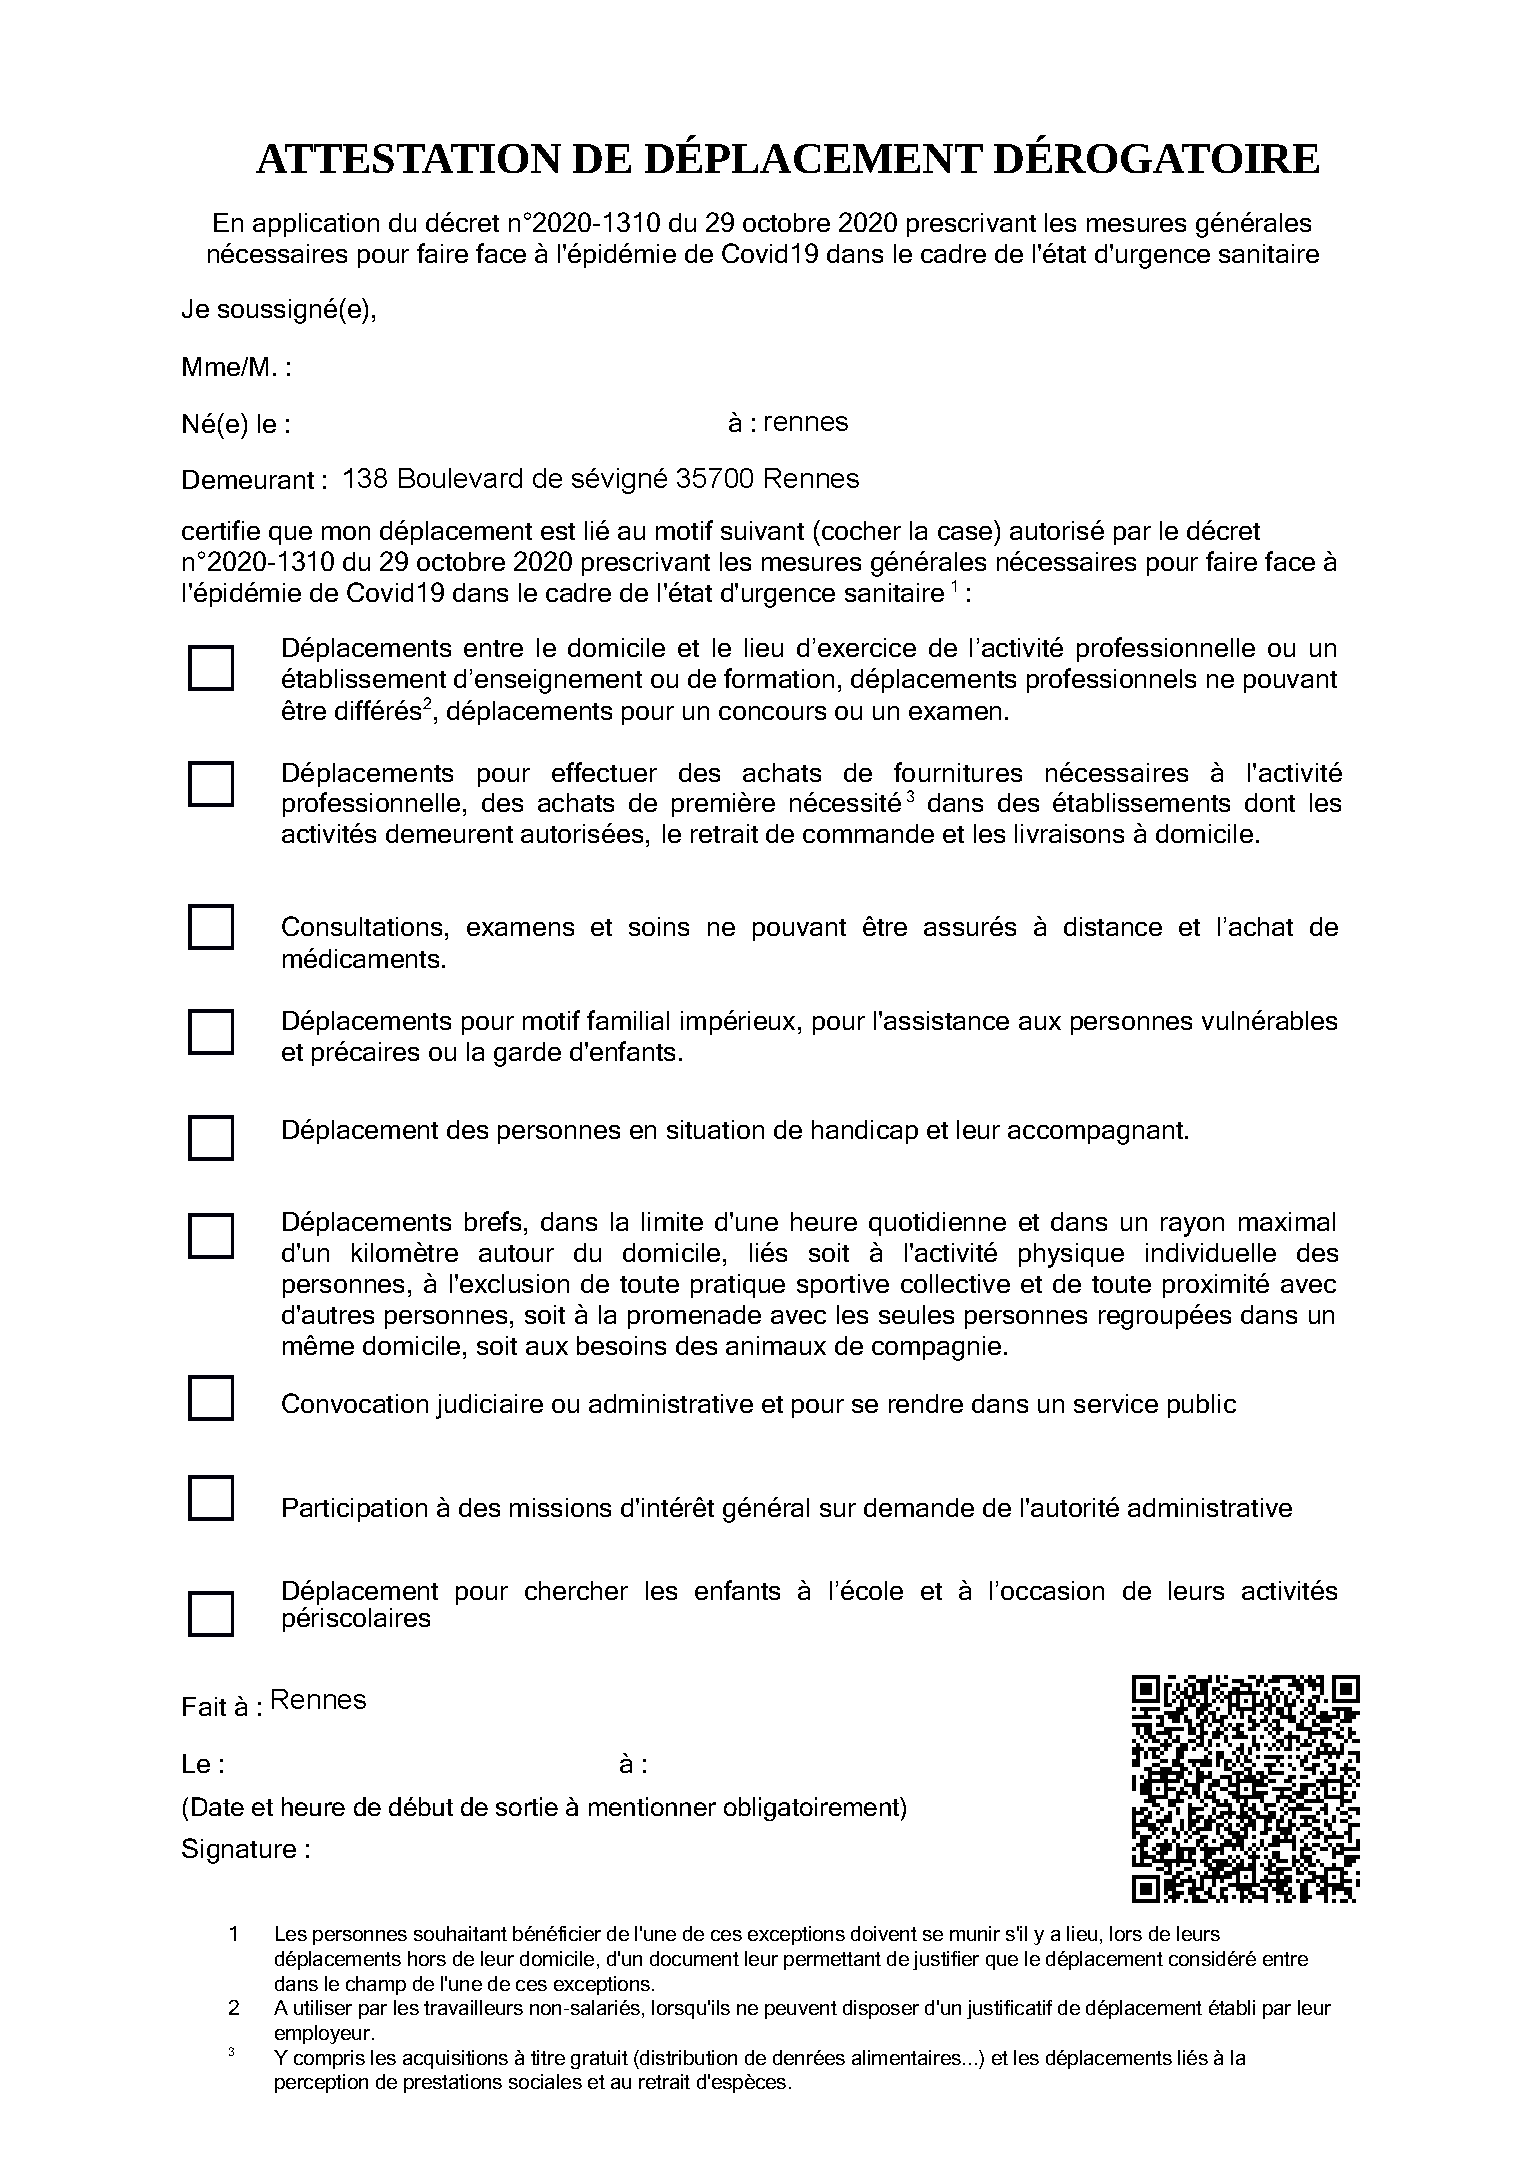 ATTESTATION DE DÉPLACEMENT DÉROGATOIRE
En application du décret n°2020-1310 du 29 octobre 2020 prescrivant les mesures générales
nécessaires pour faire face à l'épidémie de Covid19 dans le cadre de l'état d'urgence sanitaire
Je soussigné(e),
Mme/M. :
Né(e) le : à : rennes
Demeurant : 138 Boulevard de sévigné 35700 Rennes
certifie que mon déplacement est lié au motif suivant (cocher la case) autorisé par le décret
n°2020-1310 du 29 octobre 2020 prescrivant les mesures générales nécessaires pour faire face à
l'épidémie de Covid19 dans le cadre de l'état d'urgence sanitaire 1 :
Déplacements entre le domicile et le lieu d’exercice de l’activité professionnelle ou un
établissement d’enseignement ou de formation, déplacements professionnels ne pouvant
être différés2, déplacements pour un concours ou un examen.
Déplacements pour effectuer des achats de fournitures nécessaires à l'activité
professionnelle, des achats de première nécessité 3 dans des établissements dont les
activités demeurent autorisées, le retrait de commande et les livraisons à domicile.
Consultations, examens et soins ne pouvant être assurés à distance et l’achat de
médicaments.
Déplacements pour motif familial impérieux, pour l'assistance aux personnes vulnérables
et précaires ou la garde d'enfants.
Déplacement des personnes en situation de handicap et leur accompagnant.
Déplacements brefs, dans la limite d'une heure quotidienne et dans un rayon maximal
d'un kilomètre autour du domicile, liés soit à l'activité physique individuelle des
personnes, à l'exclusion de toute pratique sportive collective et de toute proximité avec
d'autres personnes, soit à la promenade avec les seules personnes regroupées dans un
même domicile, soit aux besoins des animaux de compagnie.
Convocation judiciaire ou administrative et pour se rendre dans un service public
Participation à des missions d'intérêt général sur demande de l'autorité administrative
Déplacement pour chercher les enfants à l’école et à l’occasion de leurs activités
périscolaires
Fait à : Rennes
Le : à :
(Date et heure de début de sortie à mentionner obligatoirement)
Signature :
1 Les personnes souhaitant bénéficier de l'une de ces exceptions doivent se munir s'il y a lieu, lors de leurs
déplacements hors de leur domicile, d'un document leur permettant de justifier que le déplacement considéré entre
dans le champ de l'une de ces exceptions.
2 A utiliser par les travailleurs non-salariés, lorsqu'ils ne peuvent disposer d'un justificatif de déplacement établi par leur
employeur.
3 Y compris les acquisitions à titre gratuit (distribution de denrées alimentaires...) et les déplacements liés à la
perception de prestations sociales et au retrait d'espèces.